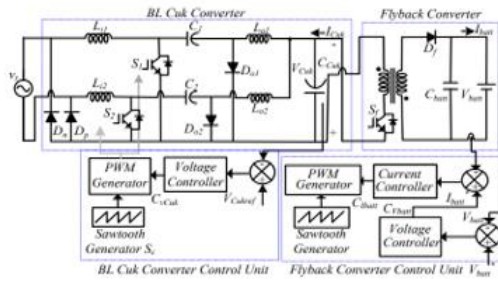 BL Cuk Converter
Flyback Converter
Li1
C1
Lo1
ICuk
Ibatt
S1
Do1
CCuk
VCuk
Df
vs
Li2
C2
Lo2
S2
Do2
Dn
Dp
Sf
Cbatt
Vbatt
PWM
Generator
Voltage
Controller
CvCuk
VCukref
Sawtooth
Generator Sc
BL Cuk Converter Control Unit
PWM
Generator
Current
Controller
CIbatt
Ibatt
CVbatt
Sawtooth
Generator
Voltage
Controller
Vbatt
Flyback Converter Control Unit